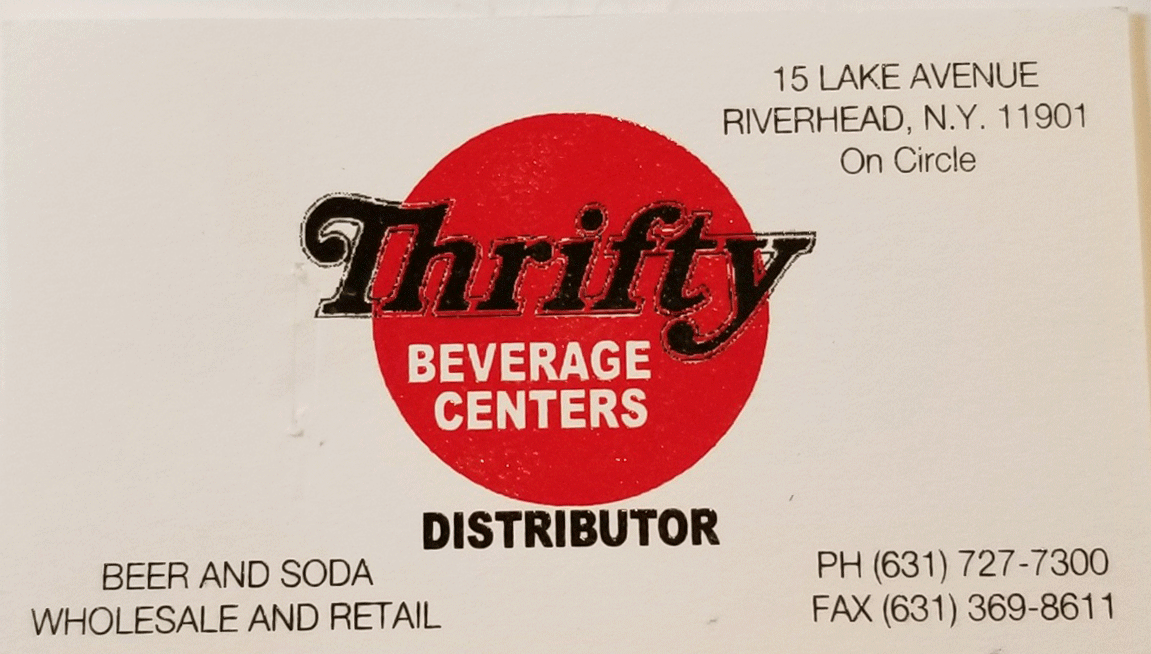 15 LAKE AVENUE
RIVERHEAD, N.Y. 11901
On Circle
Thrifty
BEVERAGE
CENTERS
DISTRIBUTOR
BEER AND SODA
WHOLESALE AND RETAIL
PH (631) 727-7300
FAX (631) 369-8611